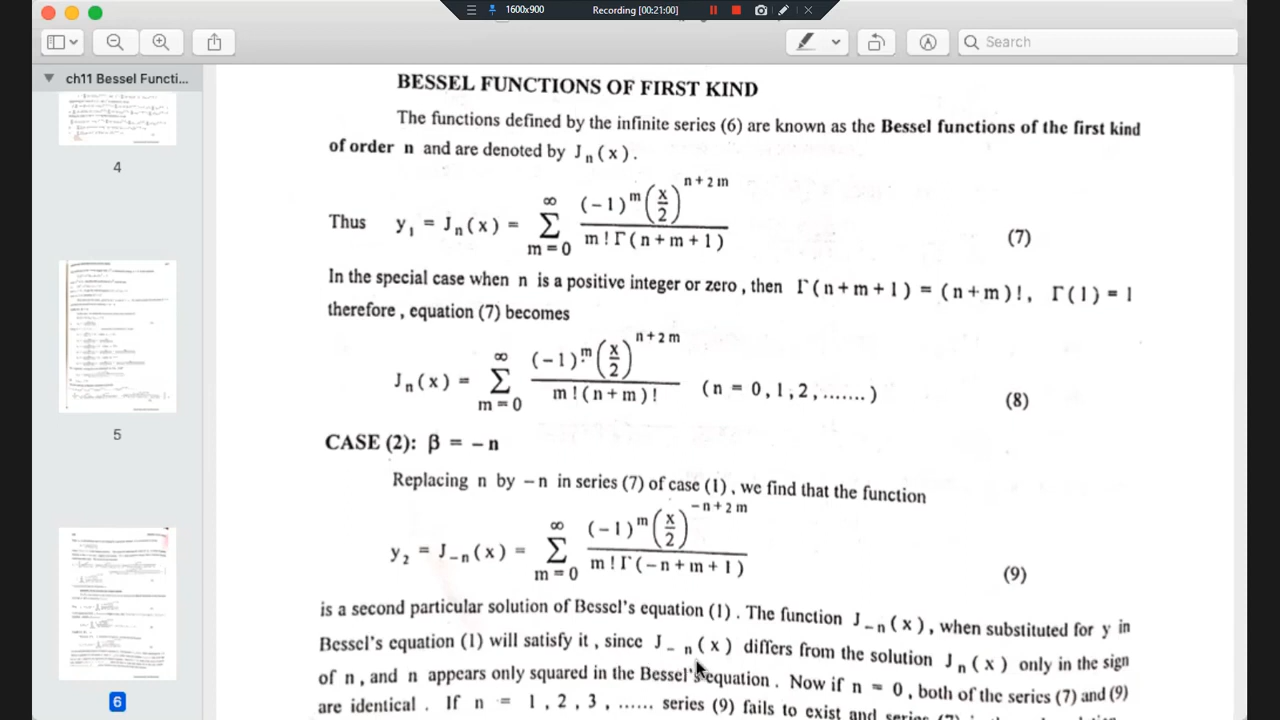 1600x900
Recording [00:21:00]
Search
ch11 Bessel Functi...
4
5
6
BESSEL FUNCTIONS OF FIRST KIND
The functions defined by the infinite series (6) are known as the Bessel functions of the first kind
of order n and are denoted by J_n(x).
Thus y_1 = J_n(x) = ∑_{m=0}^{∞} (-1)^m (x/2)^{n+2m} / m! Γ(n+m+1) (7)
In the special case when n is a positive integer or zero, then Γ(n+m+1) = (n+m)!, Γ(1) = 1
therefore, equation (7) becomes
J_n(x) = ∑_{m=0}^{∞} (-1)^m (x/2)^{n+2m} / m!(n+m)! (n = 0,1,2,.......) (8)
CASE (2): β = -n
Replacing n by -n in series (7) of case (1), we find that the function
y_2 = J_{-n}(x) = ∑_{m=0}^{∞} (-1)^m (x/2)^{-n+2m} / m! Γ(-n+m+1) (9)
is a second particular solution of Bessel's equation (1). The function J_{-n}(x), when substituted for y in
Bessel's equation (1) will satisfy it, since J_{-n}(x) differs from the solution J_n(x) only in the sign
of n, and n appears only squared in the Bessel's equation. Now if n = 0, both of the series (7) and (9)
are identical. If n = 1, 2, 3, ...... series (9) fails to exist and